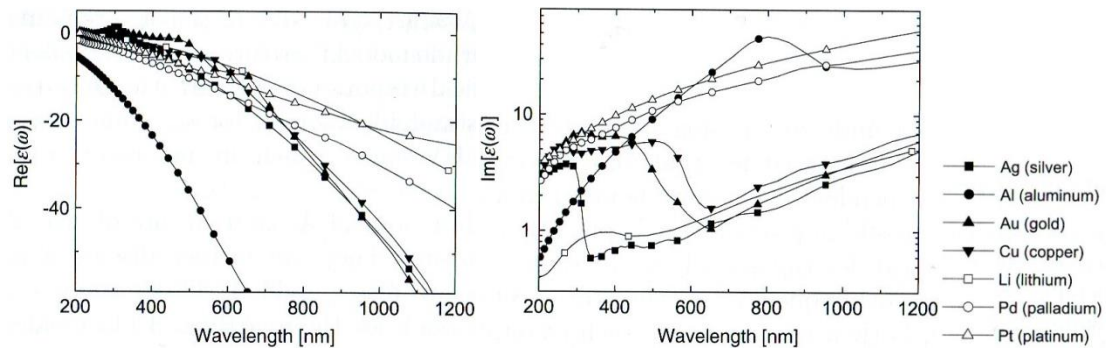 0
-20
-40
Re[ε(ω)]
200 400 600 800 1000 1200
Wavelength [nm]
10
1
Im[ε(ω)]
200 400 600 800 1000 1200
Wavelength [nm]
Ag (silver)
Al (aluminum)
Au (gold)
Cu (copper)
Li (lithium)
Pd (palladium)
Pt (platinum)